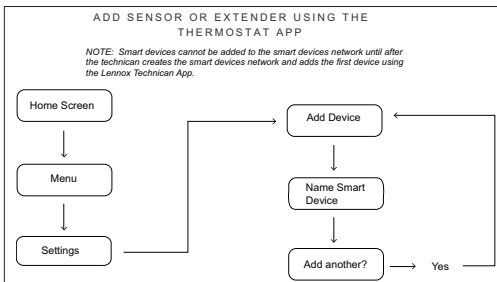 ADD SENSOR OR EXTENDER USING THE
THERMOSTAT APP
NOTE: Smart devices cannot be added to the smart devices network until after
the technican creates the smart devices network and adds the first device using
the Lennox Technican App.
Home Screen
Menu
Settings
Add Device
Name Smart
Device
Add another?
Yes